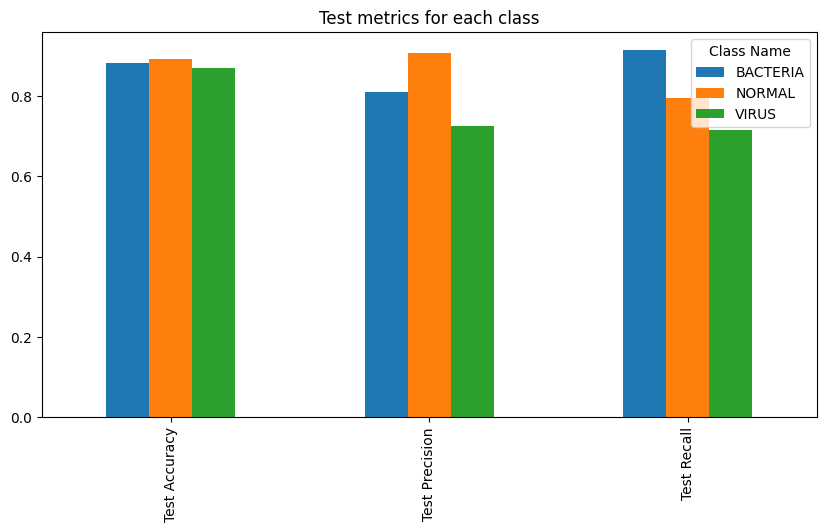 Test metrics for each class
Class Name
BACTERIA
NORMAL
VIRUS
0.8
0.6
0.4
0.2
0.0
Test Accuracy
Test Precision
Test Recall